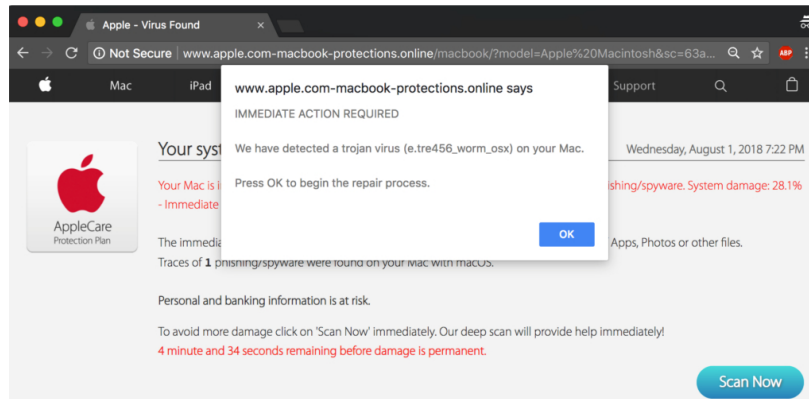 Apple - Virus Found
Not Secure www.apple.com-macbook-protections.online/macbook/?model=Apple%20Macintosh&sc=63a...
ABP
Mac
iPad
Support
www.apple.com-macbook-protections.online says
IMMEDIATE ACTION REQUIRED
We have detected a trojan virus (e.tre456_worm_osx) on your Mac.
Press OK to begin the repair process.
OK
Your syst
Wednesday, August 1, 2018 7:22 PM
Your Mac is i
ishing/spyware. System damage: 28.1%
- Immediate
AppleCare
Protection Plan
The immedia
Apps, Photos or other files.
Traces of 1 phishing/spyware were found on your Mac with macOS.
Personal and banking information is at risk.
To avoid more damage click on 'Scan Now' immediately. Our deep scan will provide help immediately!
4 minute and 34 seconds remaining before damage is permanent.
Scan Now